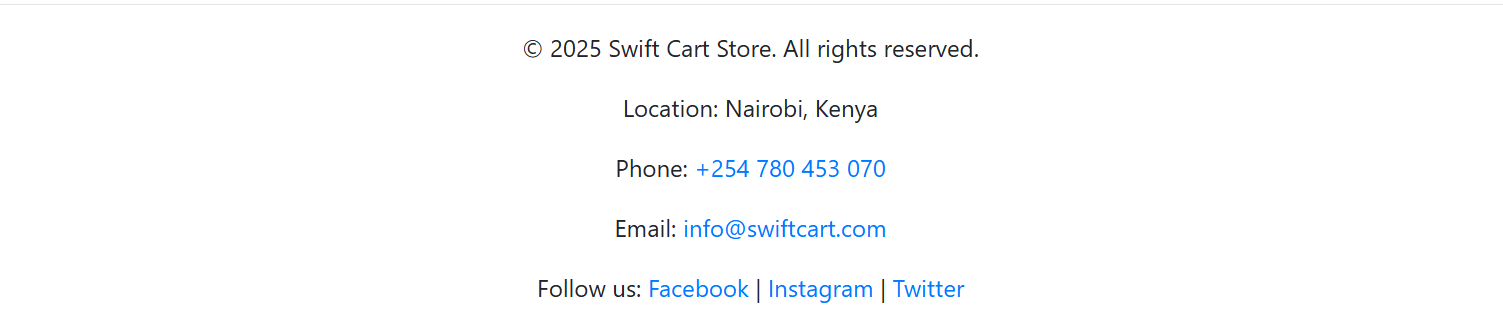 © 2025 Swift Cart Store. All rights reserved.
Location: Nairobi, Kenya
Phone: +254 780 453 070
Email: info@swiftcart.com
Follow us: Facebook | Instagram | Twitter